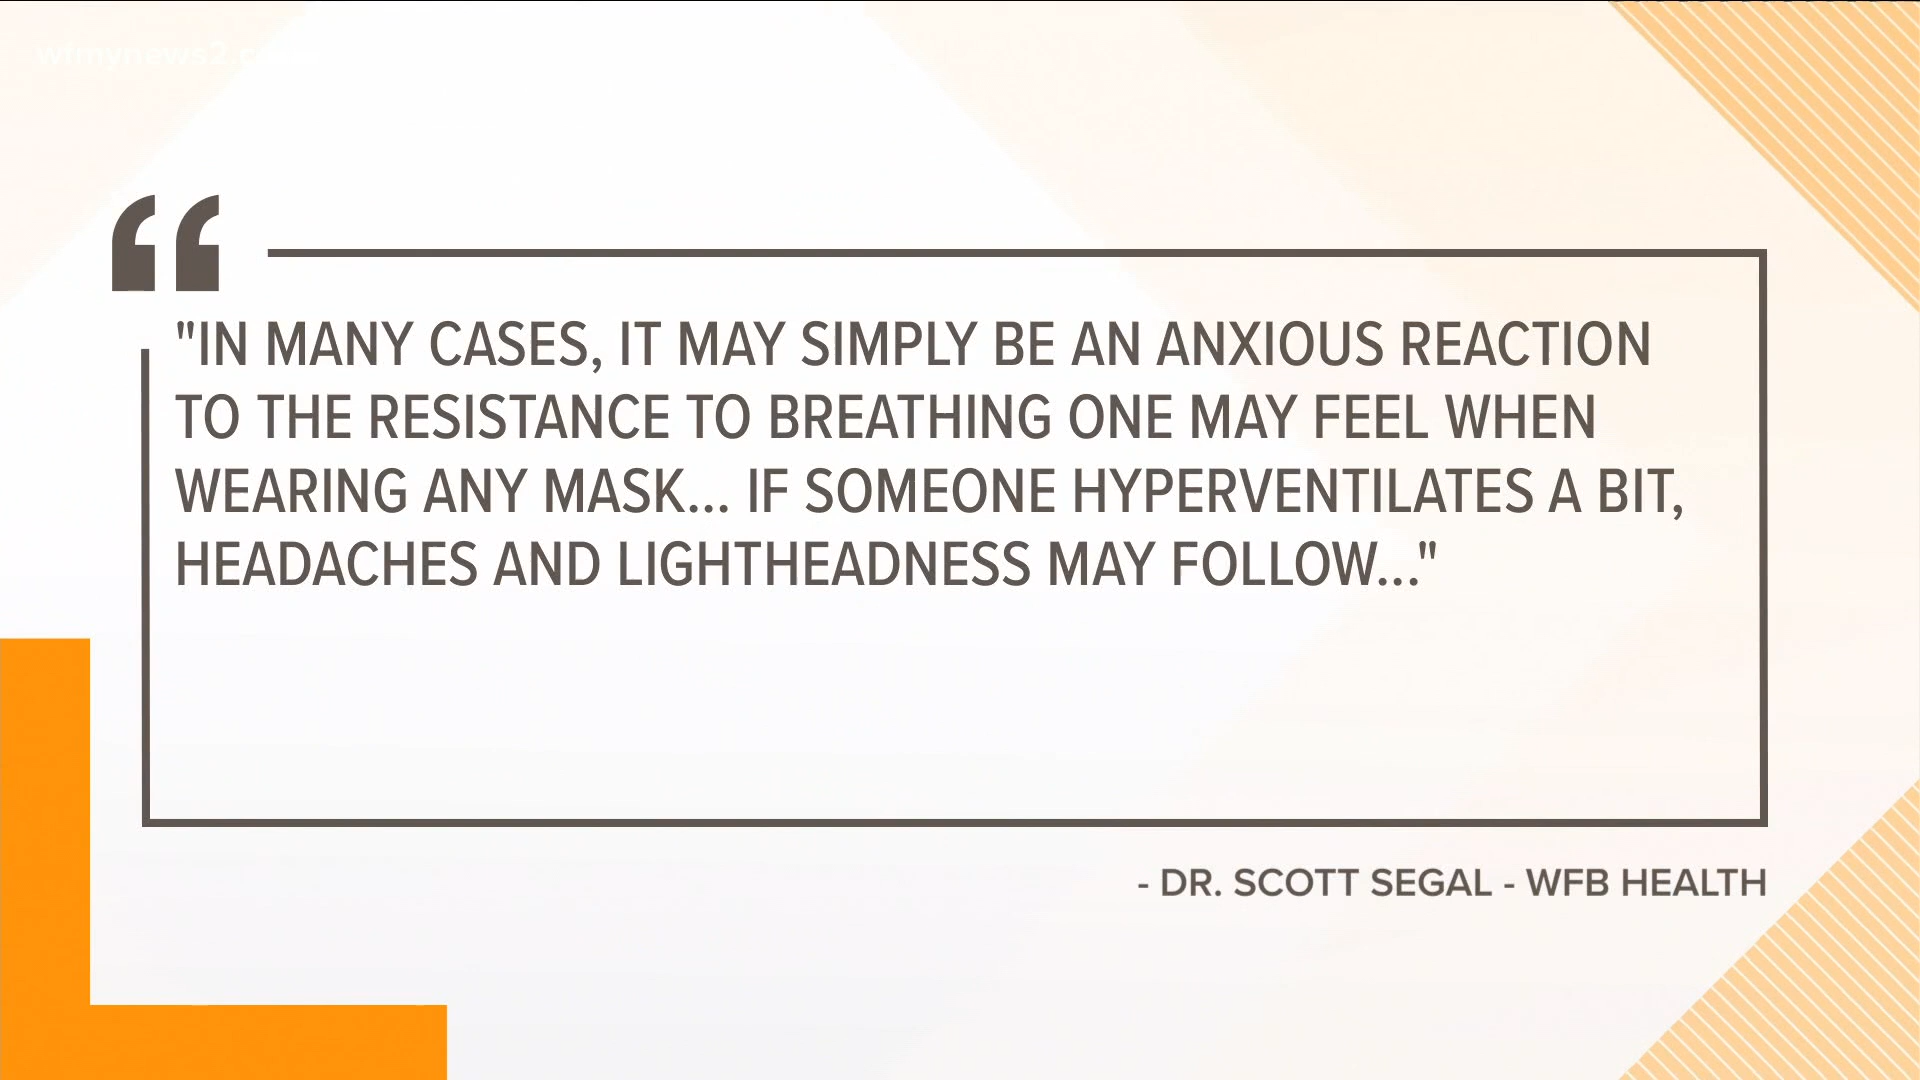 "IN MANY CASES, IT MAY SIMPLY BE AN ANXIOUS REACTION
TO THE RESISTANCE TO BREATHING ONE MAY FEEL WHEN
WEARING ANY MASK... IF SOMEONE HYPERVENTILATES A BIT,
HEADACHES AND LIGHTHEADNESS MAY FOLLOW..."
- DR. SCOTT SEGAL - WFB HEALTH